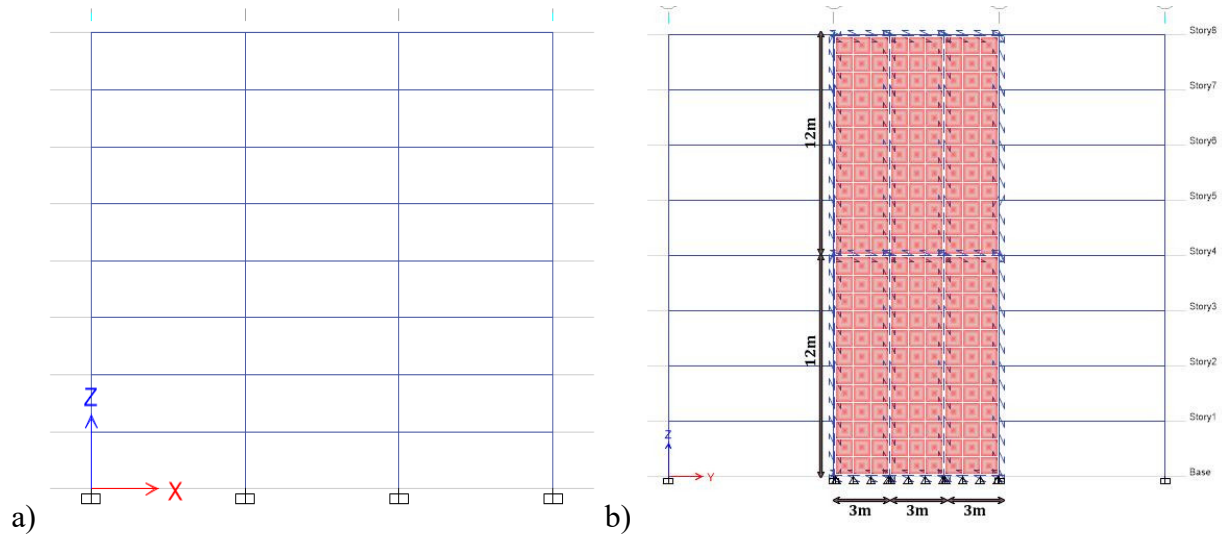 Z
X
a)
12m
12m
Z
Y
3m
3m
3m
b)
Story8
Story7
Story6
Story5
Story4
Story3
Story2
Story1
Base